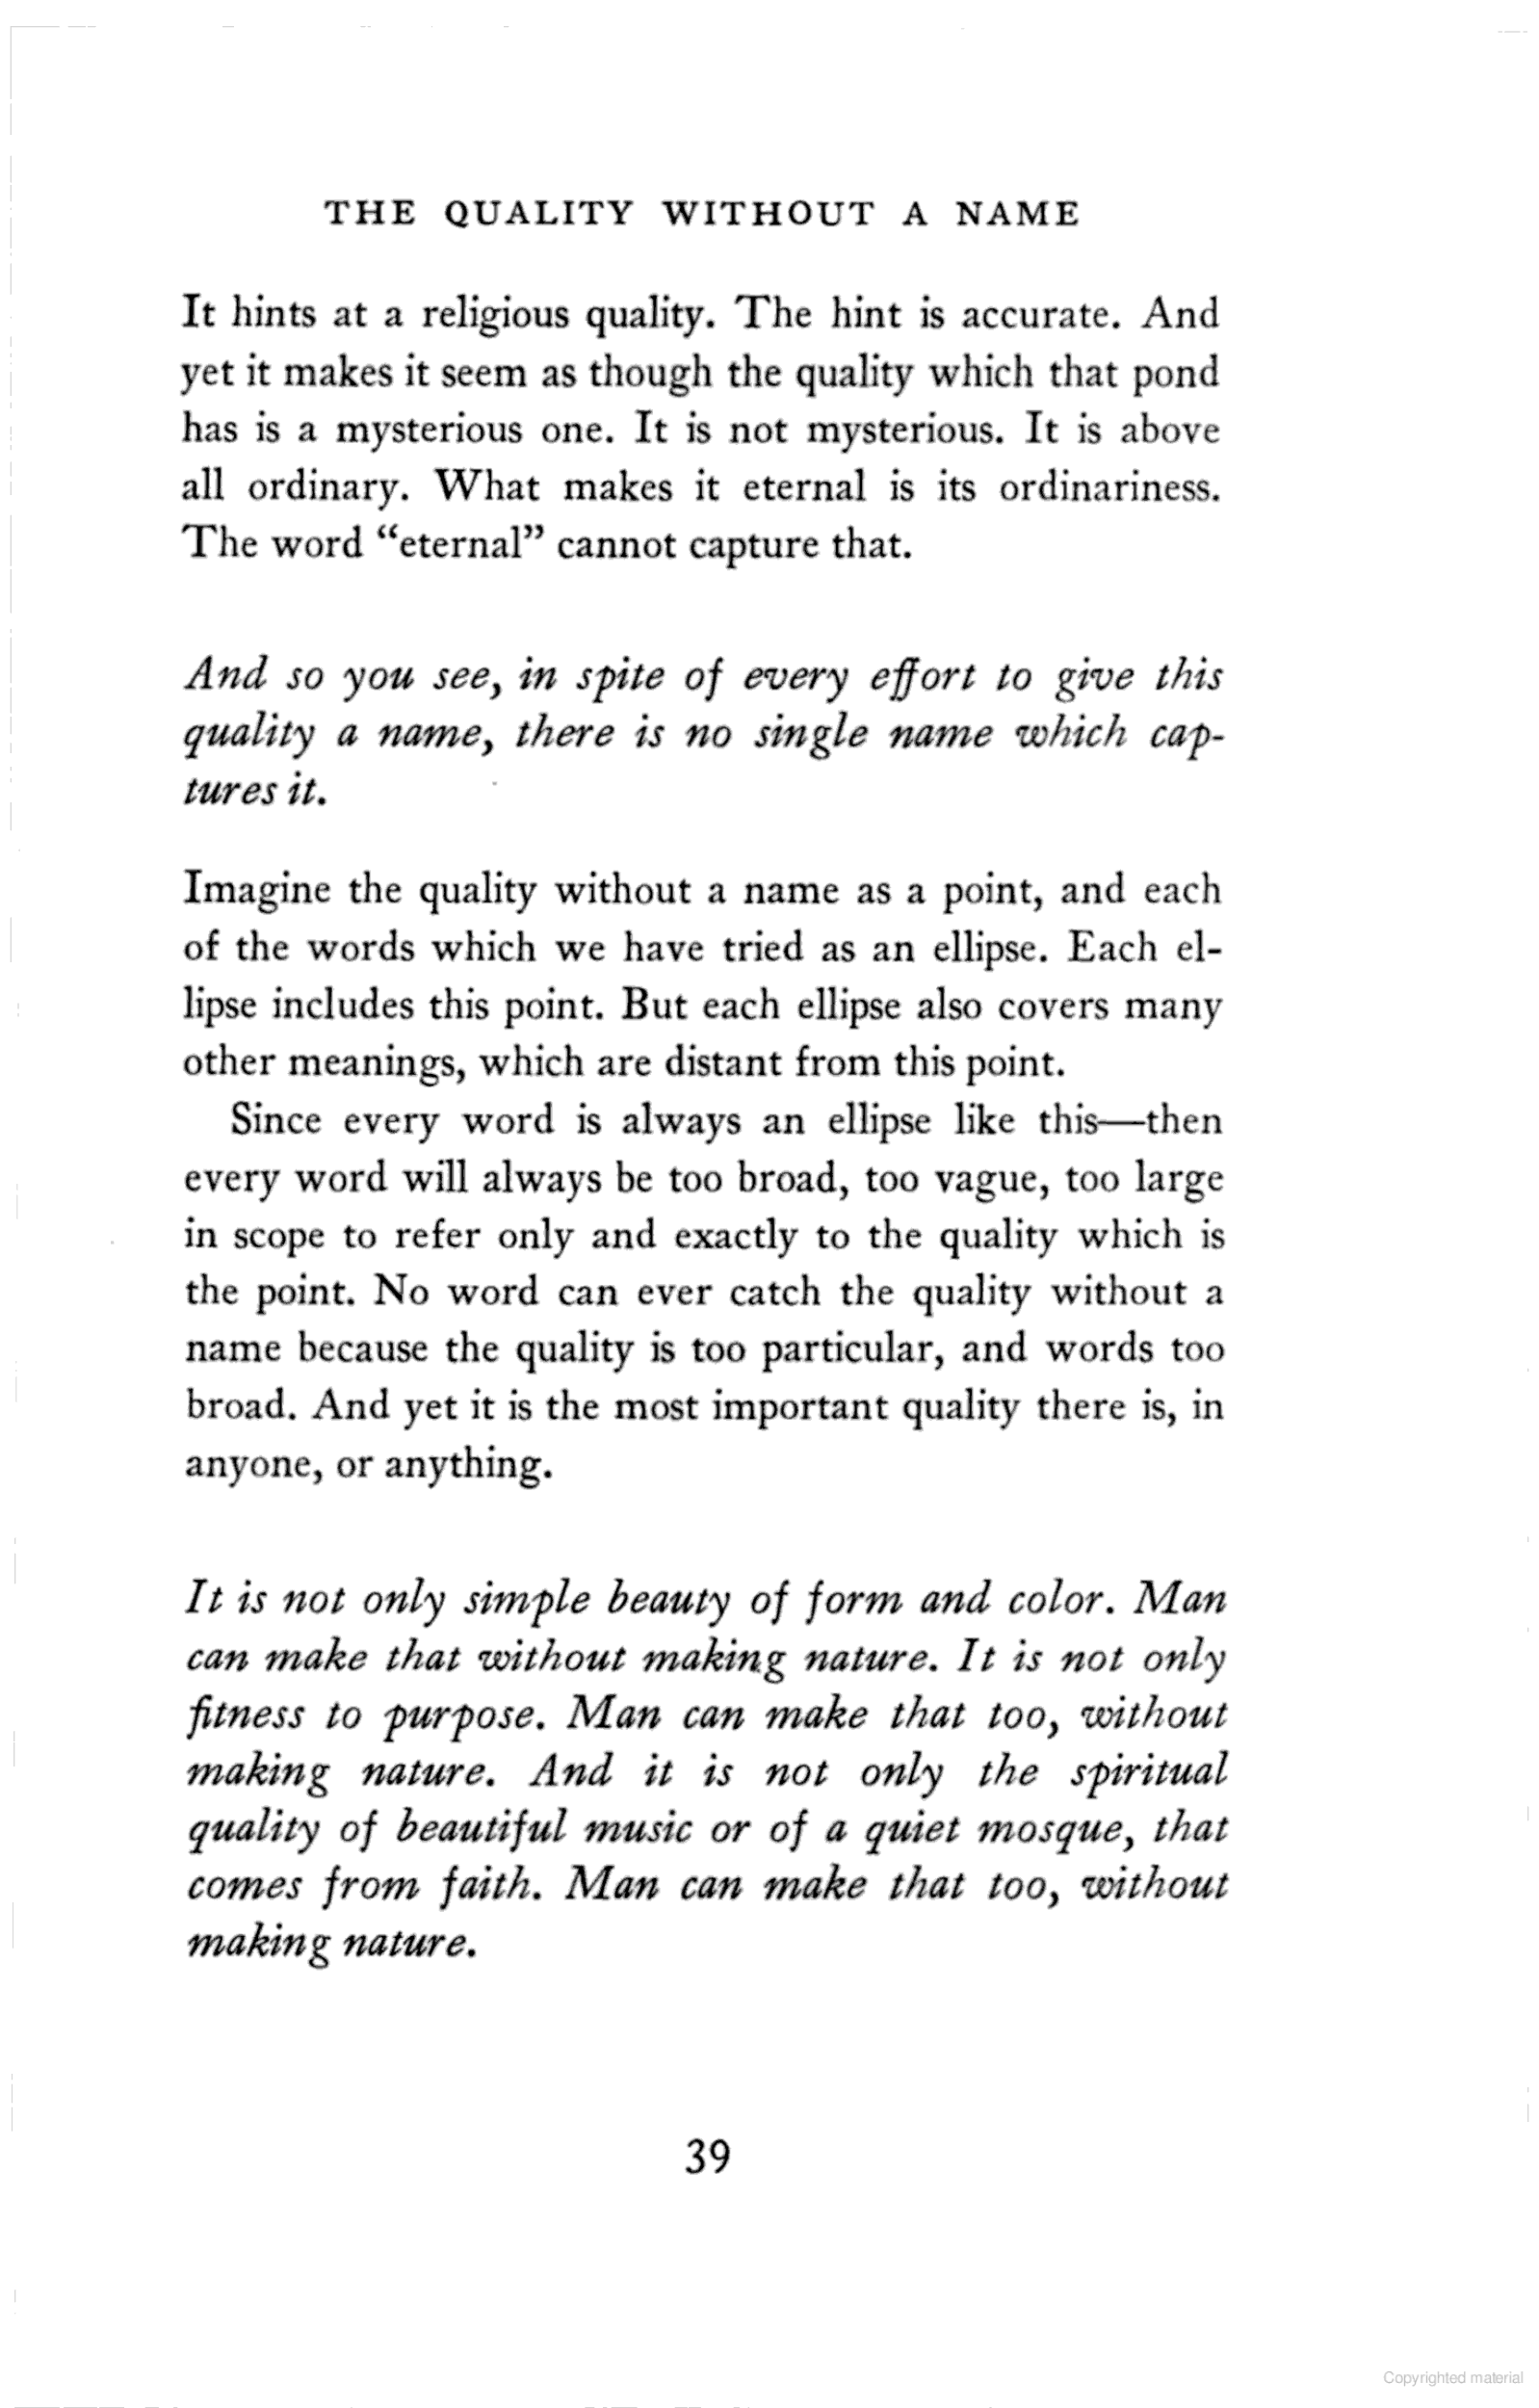 THE QUALITY WITHOUT A NAME
It hints at a religious quality. The hint is accurate. And
yet it makes it seem as though the quality which that pond
has is a mysterious one. It is not mysterious. It is above
all ordinary. What makes it eternal is its ordinariness.
The word “eternal” cannot capture that.
And so you see, in spite of every effort to give this
quality a name, there is no single name which cap-
tures it.
Imagine the quality without a name as a point, and each
of the words which we have tried as an ellipse. Each el-
lipse includes this point. But each ellipse also covers many
other meanings, which are distant from this point.
Since every word is always an ellipse like this—then
every word will always be too broad, too vague, too large
in scope to refer only and exactly to the quality which is
the point. No word can ever catch the quality without a
name because the quality is too particular, and words too
broad. And yet it is the most important quality there is, in
anyone, or anything.
It is not only simple beauty of form and color. Man
can make that without making nature. It is not only
fitness to purpose. Man can make that too, without
making nature. And it is not only the spiritual
quality of beautiful music or of a quiet mosque, that
comes from faith. Man can make that too, without
making nature.
39
Copyrighted material